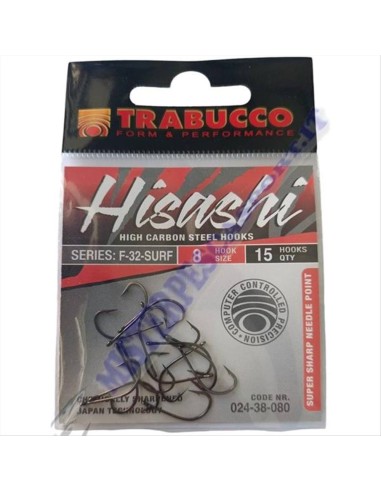 TRABUCCO
FORM & PERFORMANCE
Hisashi
HIGH CARBON STEEL HOOKS
SERIES: F-32-SURF 8 HOOK SIZE 15 HOOKS QTY
COMPUTER CONTROLLED PRECISION
SUPER SHARP NEEDLE POINT
SHARPENED
JAPAN TECHNOLOGY
CODE NR.
024-38-080